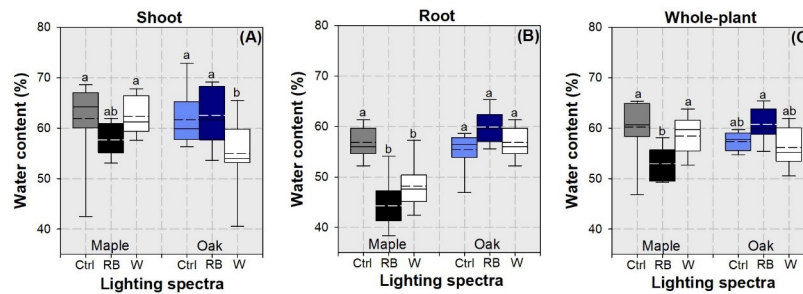 Shoot
(A)
Water content (%)
80
70
60
50
40
a
ab
a
a
a
b
Maple
Oak
Ctrl RB W Ctrl RB W
Lighting spectra
Root
(B)
Water content (%)
80
70
60
50
40
a
b
b
a
a
a
Maple
Oak
Ctrl RB W Ctrl RB W
Lighting spectra
Whole-plant
(C
Water content (%)
80
70
60
50
40
a
b
a
ab
a
ab
Maple
Oak
Ctrl RB W Ctrl RB W
Lighting spectra